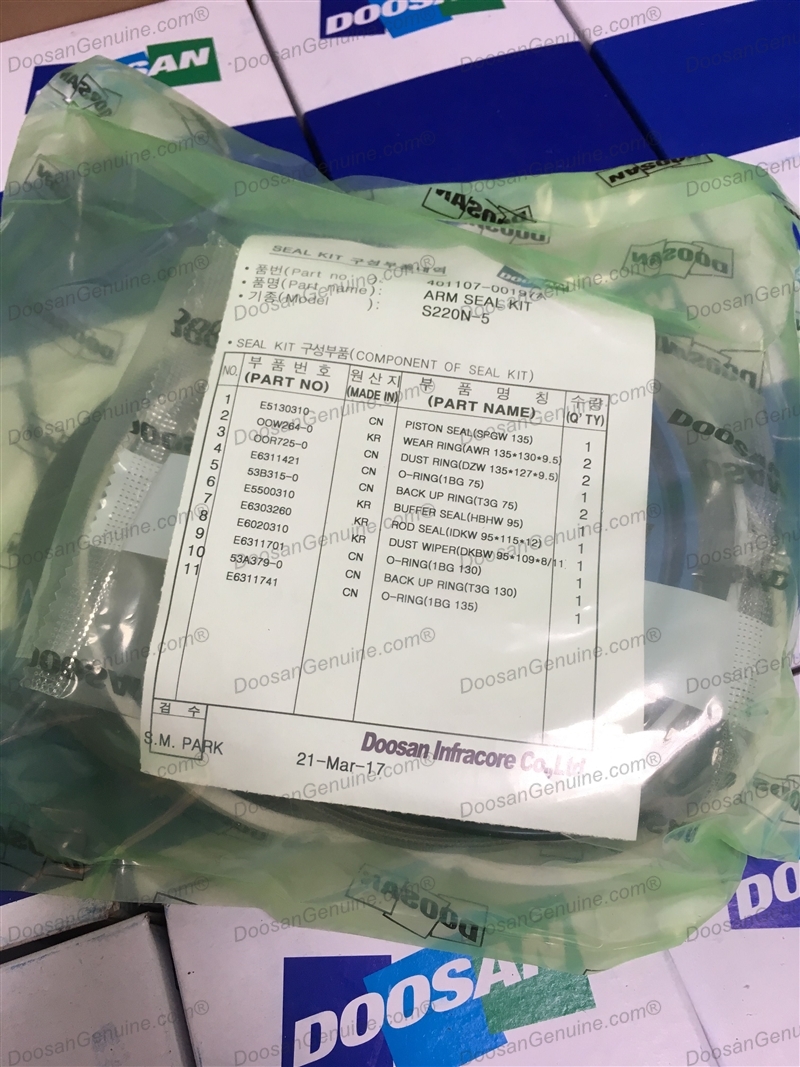 DOOSAN
DOOSAN
DoosanGenuine.com®
SEAL KIT 구성부품내역
• 품번(Part no. ): 401107-0019(A
• 품명(Part name): ARM SEAL KIT
• 기종(Model ): S220N-5
• SEAL KIT 구성부품(COMPONENT OF SEAL KIT)
NO. 부 품 번 호 (PART NO) 원 산 지 (MADE IN) 부 품 명 칭 (PART NAME) 수량 (Q'TY)
1 E5130310 CN PISTON SEAL(SPGW 135) 1
2 OOW264-0 KR WEAR RING(AWR 135*130*9.5) 2
3 OOR725-0 CN DUST RING(DZW 135*127*9.5) 2
4 E6311421 CN O-RING(1BG 75) 1
5 53B315-0 CN BACK UP RING(T3G 75) 2
6 E5500310 KR BUFFER SEAL(HBHW 95) 1
7 E6303260 KR ROD SEAL(IDKW 95*115*12) 1
8 E6020310 KR DUST WIPER(DKBW 95*109*8/11 1
9 E6311701 CN O-RING(1BG 130) 1
10 53A379-0 CN BACK UP RING(T3G 130) 1
11 E6311741 CN O-RING(1BG 135) 1
검 수
S.M. PARK
21-Mar-17
Doosan Infracore Co.,Ltd
DOOSAN
DOOSAN